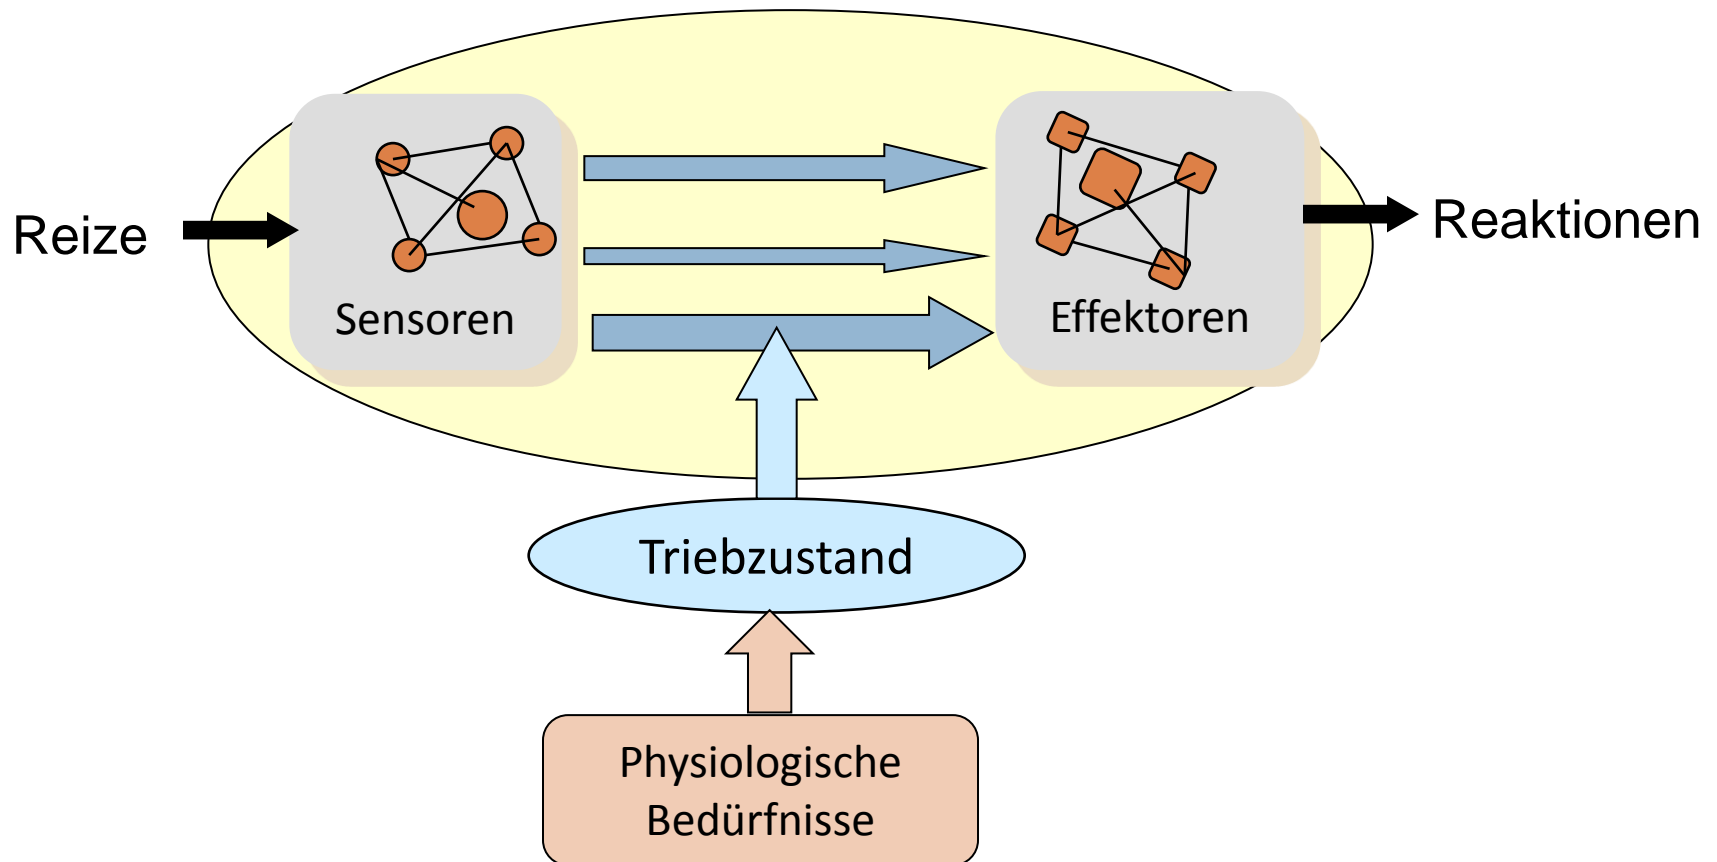 Reize
Sensoren
Effektoren
Reaktionen
Triebzustand
Physiologische
Bedürfnisse